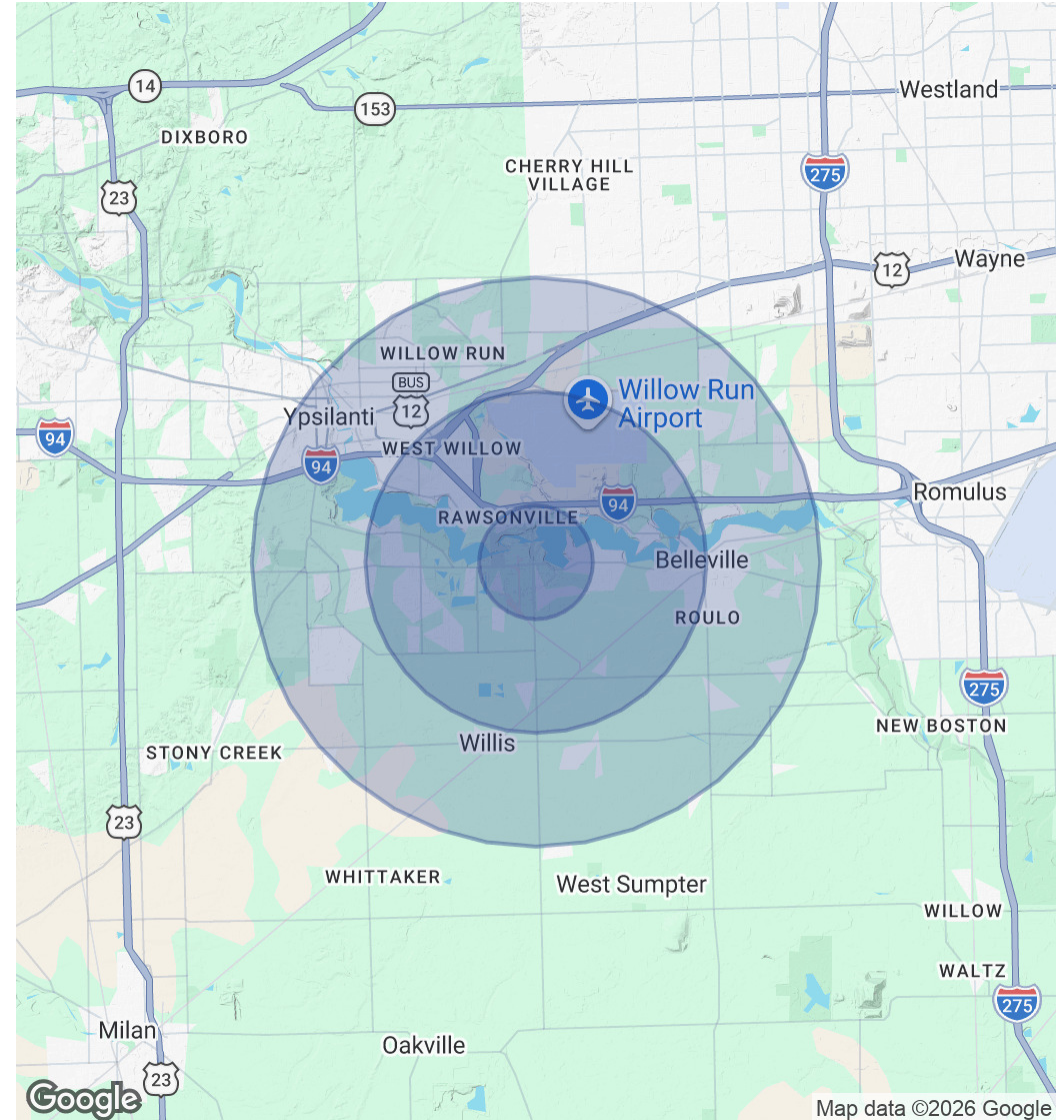 14
153
Westland
DIXBORO
CHERRY HILL
VILLAGE
275
23
Wayne
12
WILLOW RUN
BUS
12
Willow Run
Airport
Ypsilanti
94
WEST WILLOW
94
94
Romulus
RAWSONVILLE
Belleville
ROULO
275
NEW BOSTON
Willis
STONY CREEK
23
WHITTAKER
West Sumpter
WILLOW
WALTZ
275
Milan
Oakville
23
Google
Map data ©2026 Google